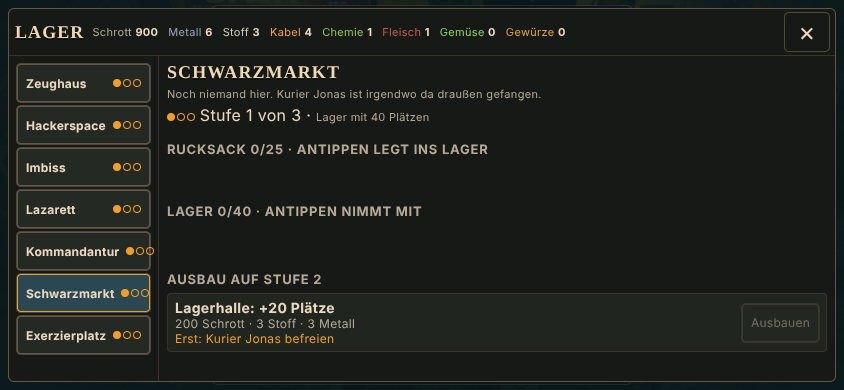 LAGER Schrott 900 Metall 6 Stoff 3 Kabel 4 Chemie 1 Fleisch 1 Gemüse 0 Gewürze 0 ✕
Zeughaus
Hackerspace
Imbiss
Lazarett
Kommandantur
Schwarzmarkt
Exerzierplatz
SCHWARZMARKT
Noch niemand hier. Kurier Jonas ist irgendwo da draußen gefangen.
Stufe 1 von 3 · Lager mit 40 Plätzen
RUCKSACK 0/25 · ANTIPPEN LEGT INS LAGER
LAGER 0/40 · ANTIPPEN NIMMT MIT
AUSBAU AUF STUFE 2
Lagerhalle: +20 Plätze
200 Schrott · 3 Stoff · 3 Metall
Erst: Kurier Jonas befreien
Ausbauen